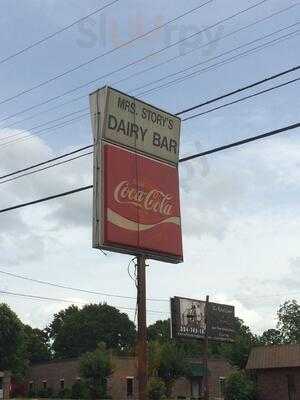 MRS. STORY'S
DAIRY BAR
Coca-Cola